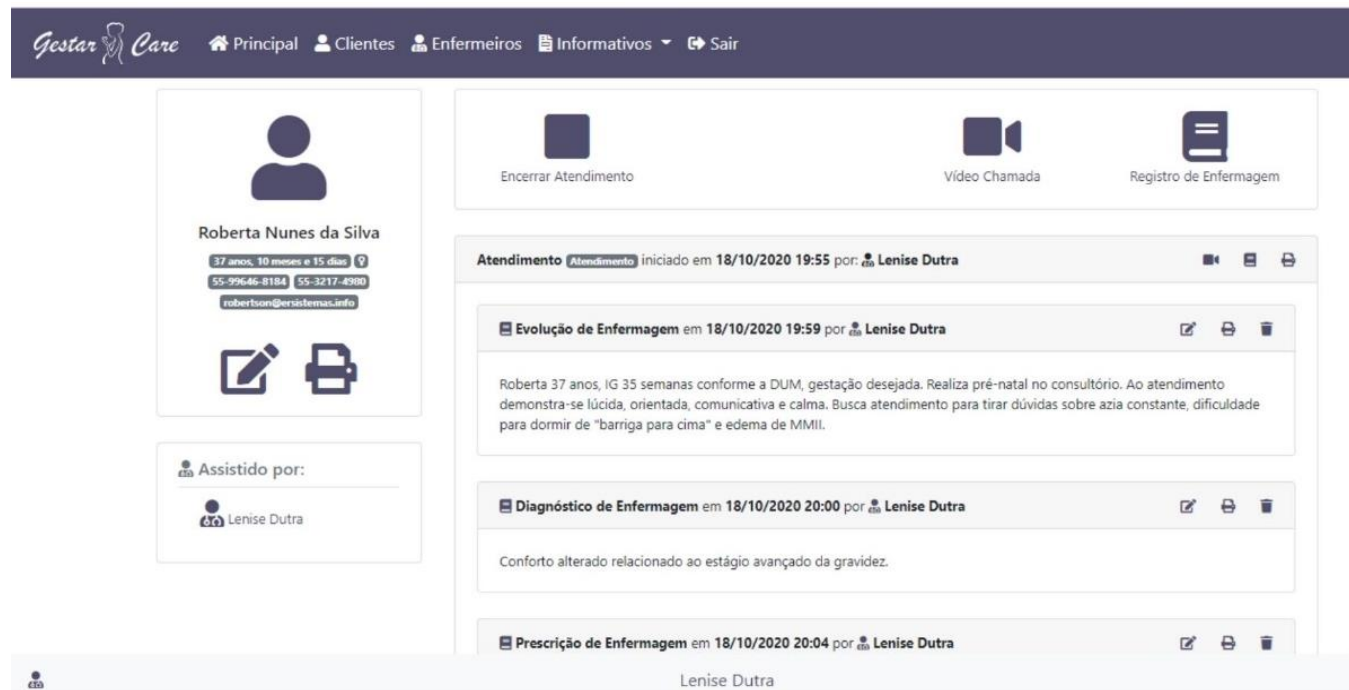 Gestar Care Principal Clientes Enfermeiros Informativos Sair
Roberta Nunes da Silva
37 anos, 10 meses e 15 dias
55-99646-8184 55-3217-4980
robertson@ersistemas.info
Assistido por:
Lenise Dutra
Encerrar Atendimento Vídeo Chamada Registro de Enfermagem
Atendimento Atendimento iniciado em 18/10/2020 19:55 por: Lenise Dutra
Evolução de Enfermagem em 18/10/2020 19:59 por Lenise Dutra
Roberta 37 anos, IG 35 semanas conforme a DUM, gestação desejada. Realiza pré-natal no consultório. Ao atendimento
demonstra-se lúcida, orientada, comunicativa e calma. Busca atendimento para tirar dúvidas sobre azia constante, dificuldade
para dormir de "barriga para cima" e edema de MMII.
Diagnóstico de Enfermagem em 18/10/2020 20:00 por Lenise Dutra
Conforto alterado relacionado ao estágio avançado da gravidez.
Prescrição de Enfermagem em 18/10/2020 20:04 por Lenise Dutra
Lenise Dutra